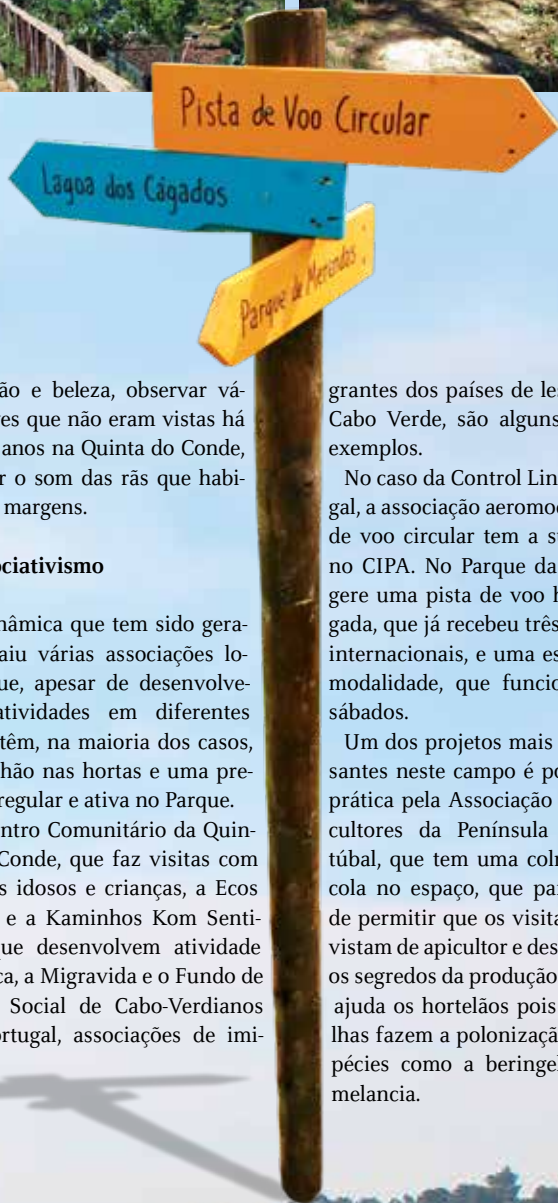 Pista de Voo Circular
Lagoa dos Cágados
Parque de Merendas
ão e beleza, observar vá-
es que não eram vistas há
anos na Quinta do Conde,
r o som das rãs que habi-
margens.
ociativismo
nâmica que tem sido gera-
aiu várias associações lo-
ue, apesar de desenvolve-
atividades em diferentes
têm, na maioria dos casos,
hão nas hortas e uma pre-
regular e ativa no Parque.
ntro Comunitário da Quin-
Conde, que faz visitas com
s idosos e crianças, a Ecos
e a Kaminhos Kom Senti-
que desenvolvem atividade
ca, a Migravida e o Fundo de
Social de Cabo-Verdianos
rtugal, associações de imi-
grantes dos países de les
Cabo Verde, são alguns
exemplos.
No caso da Control Lin
gal, a associação aeromod
de voo circular tem a su
no CIPA. No Parque da
gere uma pista de voo h
gada, que já recebeu três
internacionais, e uma es
modalidade, que funcio
sábados.
Um dos projetos mais
santes neste campo é po
prática pela Associação
cultores da Península
túbal, que tem uma colm
cola no espaço, que par
de permitir que os visita
vistam de apicultor e des
os segredos da produção
ajuda os hortelãos pois
lhas fazem a polonizaçã
pécies como a beringel
melancia.